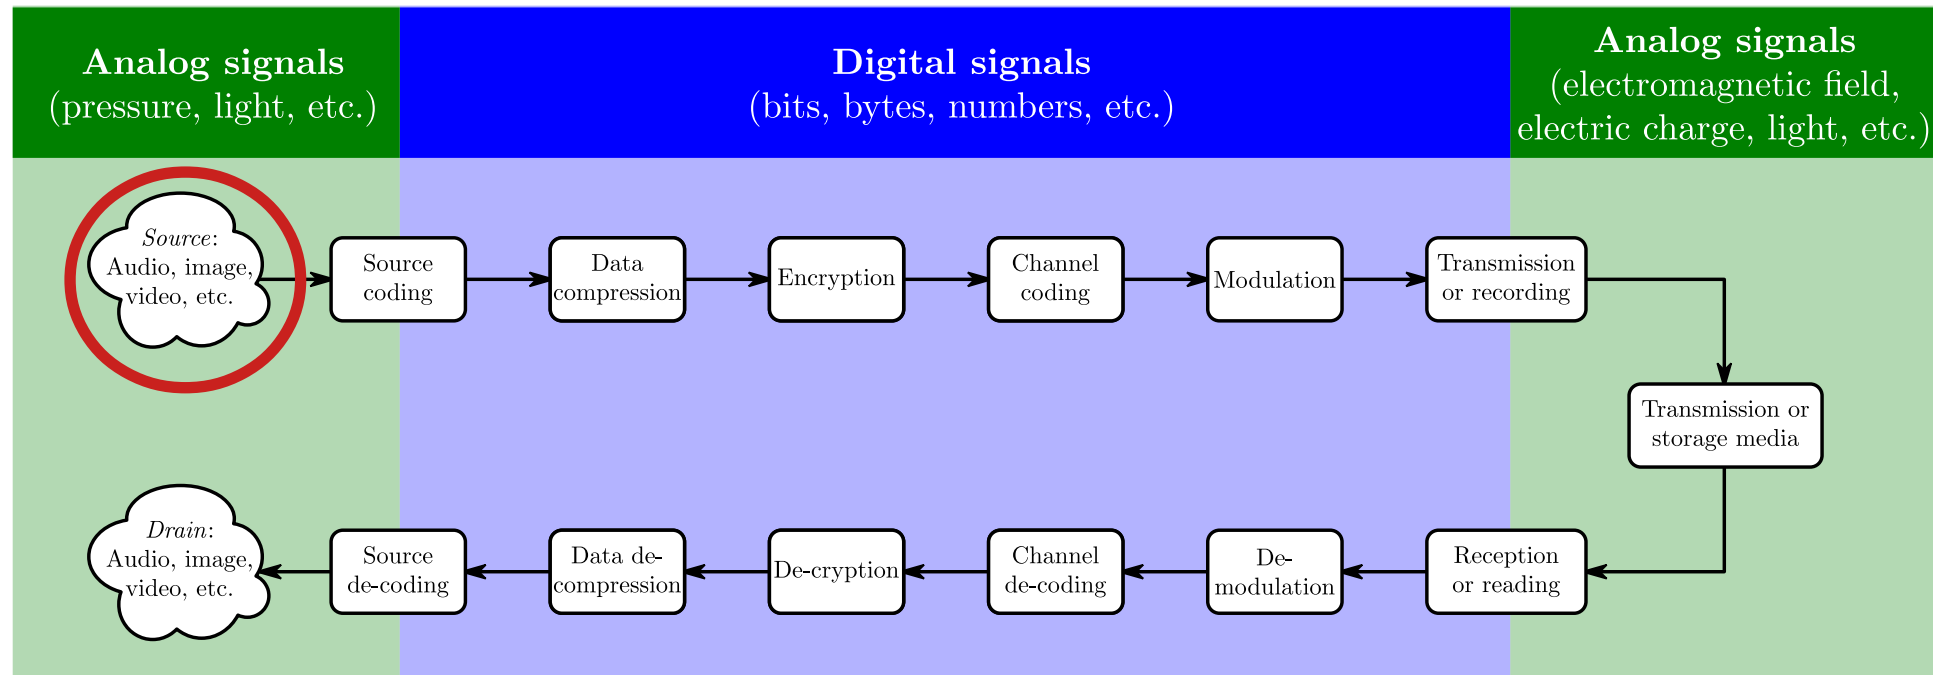 Analog signals
(pressure, light, etc.)
Digital signals
(bits, bytes, numbers, etc.)
Analog signals
(electromagnetic field,
electric charge, light, etc.)
Source:
Audio, image,
video, etc.
Source
coding
Data
compression
Encryption
Channel
coding
Modulation
Transmission
or recording
Transmission or
storage media
Drain:
Audio, image,
video, etc.
Source
de-coding
Data de-
compression
De-cryption
Channel
de-coding
De-
modulation
Reception
or reading